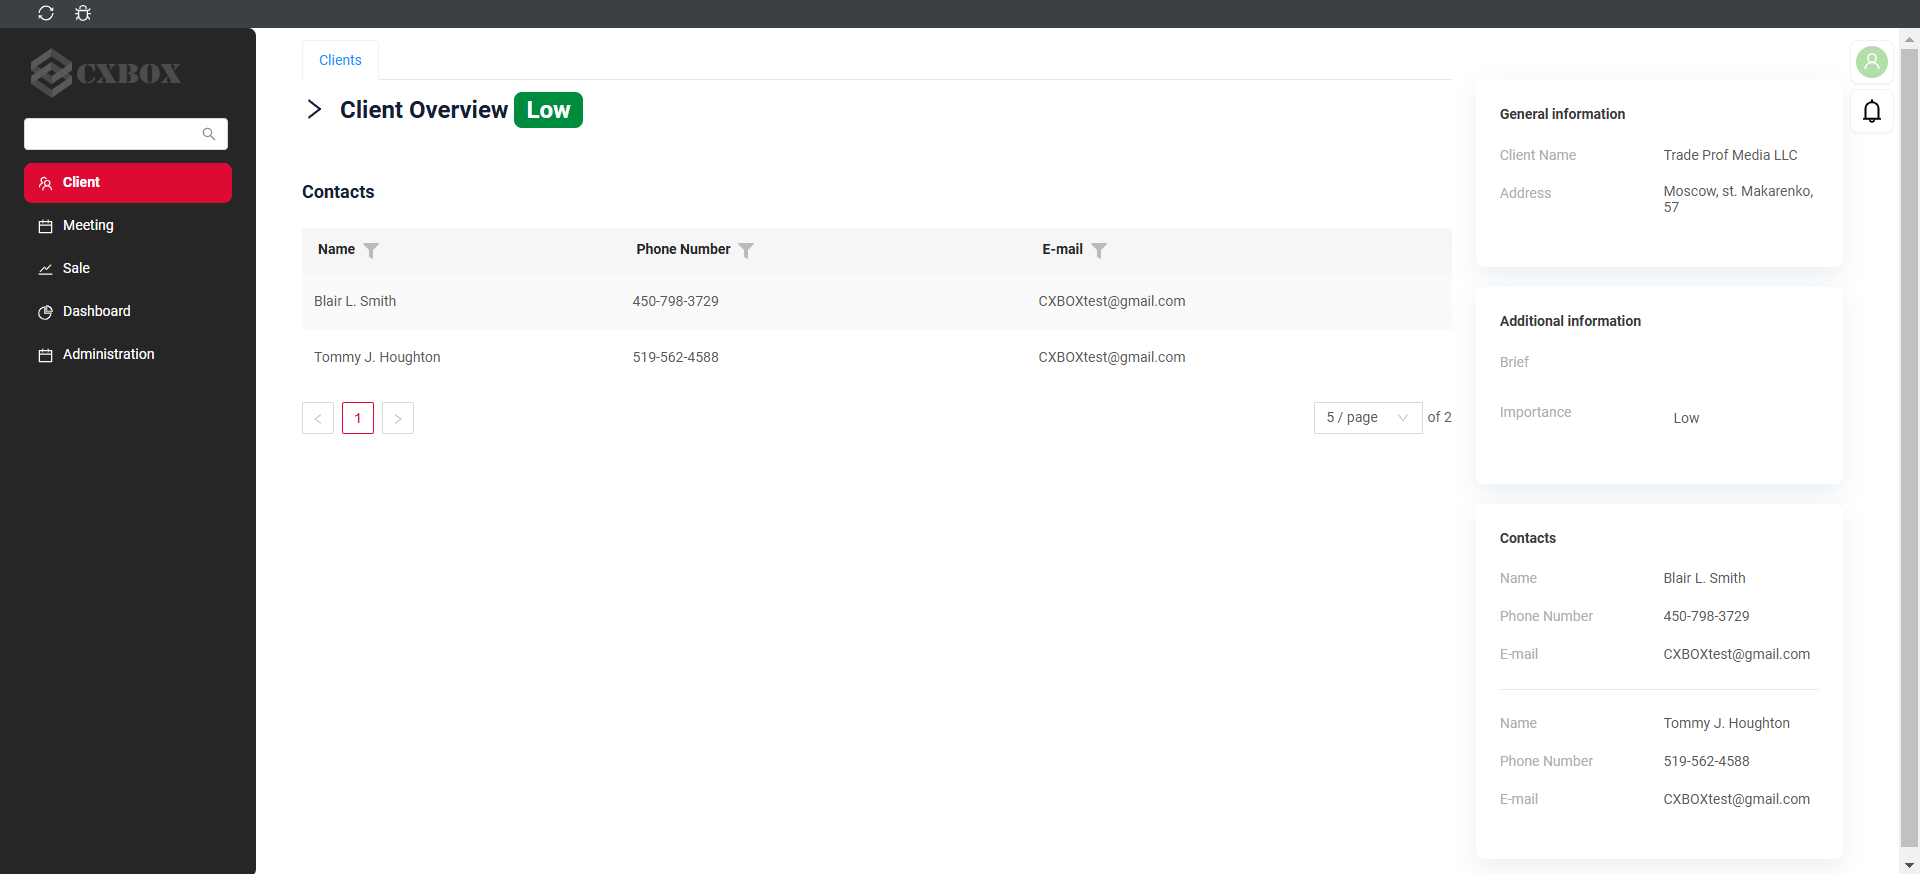 CXBOX
Client
Meeting
Sale
Dashboard
Administration
Clients
Client Overview Low
Contacts
Name Phone Number E-mail
Blair L. Smith 450-798-3729 CXBOXtest@gmail.com
Tommy J. Houghton 519-562-4588 CXBOXtest@gmail.com
< 1 > 5 / page of 2
General information
Client Name Trade Prof Media LLC
Address Moscow, st. Makarenko,
57
Additional information
Brief
Importance Low
Contacts
Name Blair L. Smith
Phone Number 450-798-3729
E-mail CXBOXtest@gmail.com
Name Tommy J. Houghton
Phone Number 519-562-4588
E-mail CXBOXtest@gmail.com